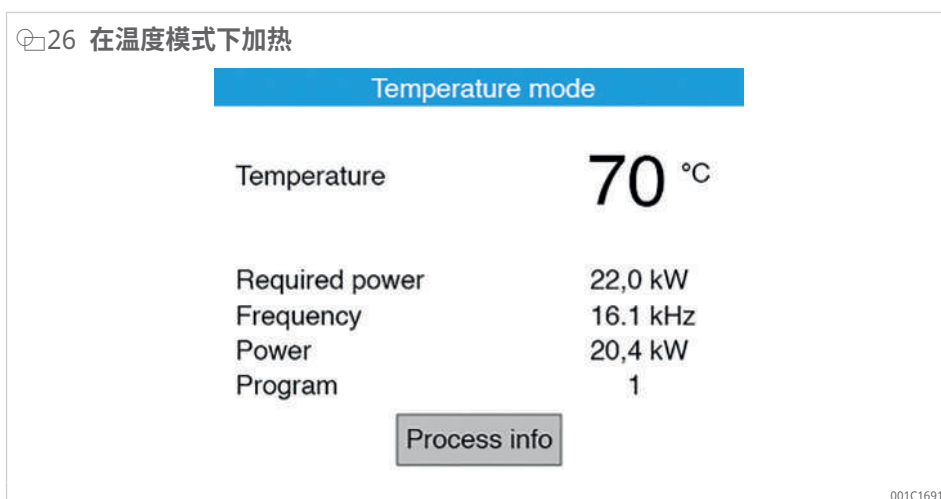 26 在温度模式下加热
Temperature mode
Temperature 70 °C
Required power 22,0 kW
Frequency 16.1 kHz
Power 20,4 kW
Program 1
Process info
001C1691